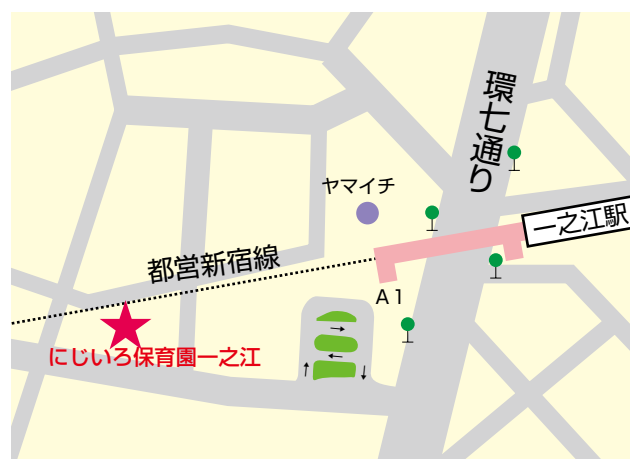 環七通り
ヤマイチ
一之江駅
都営新宿線
A1
にじいろ保育園一之江